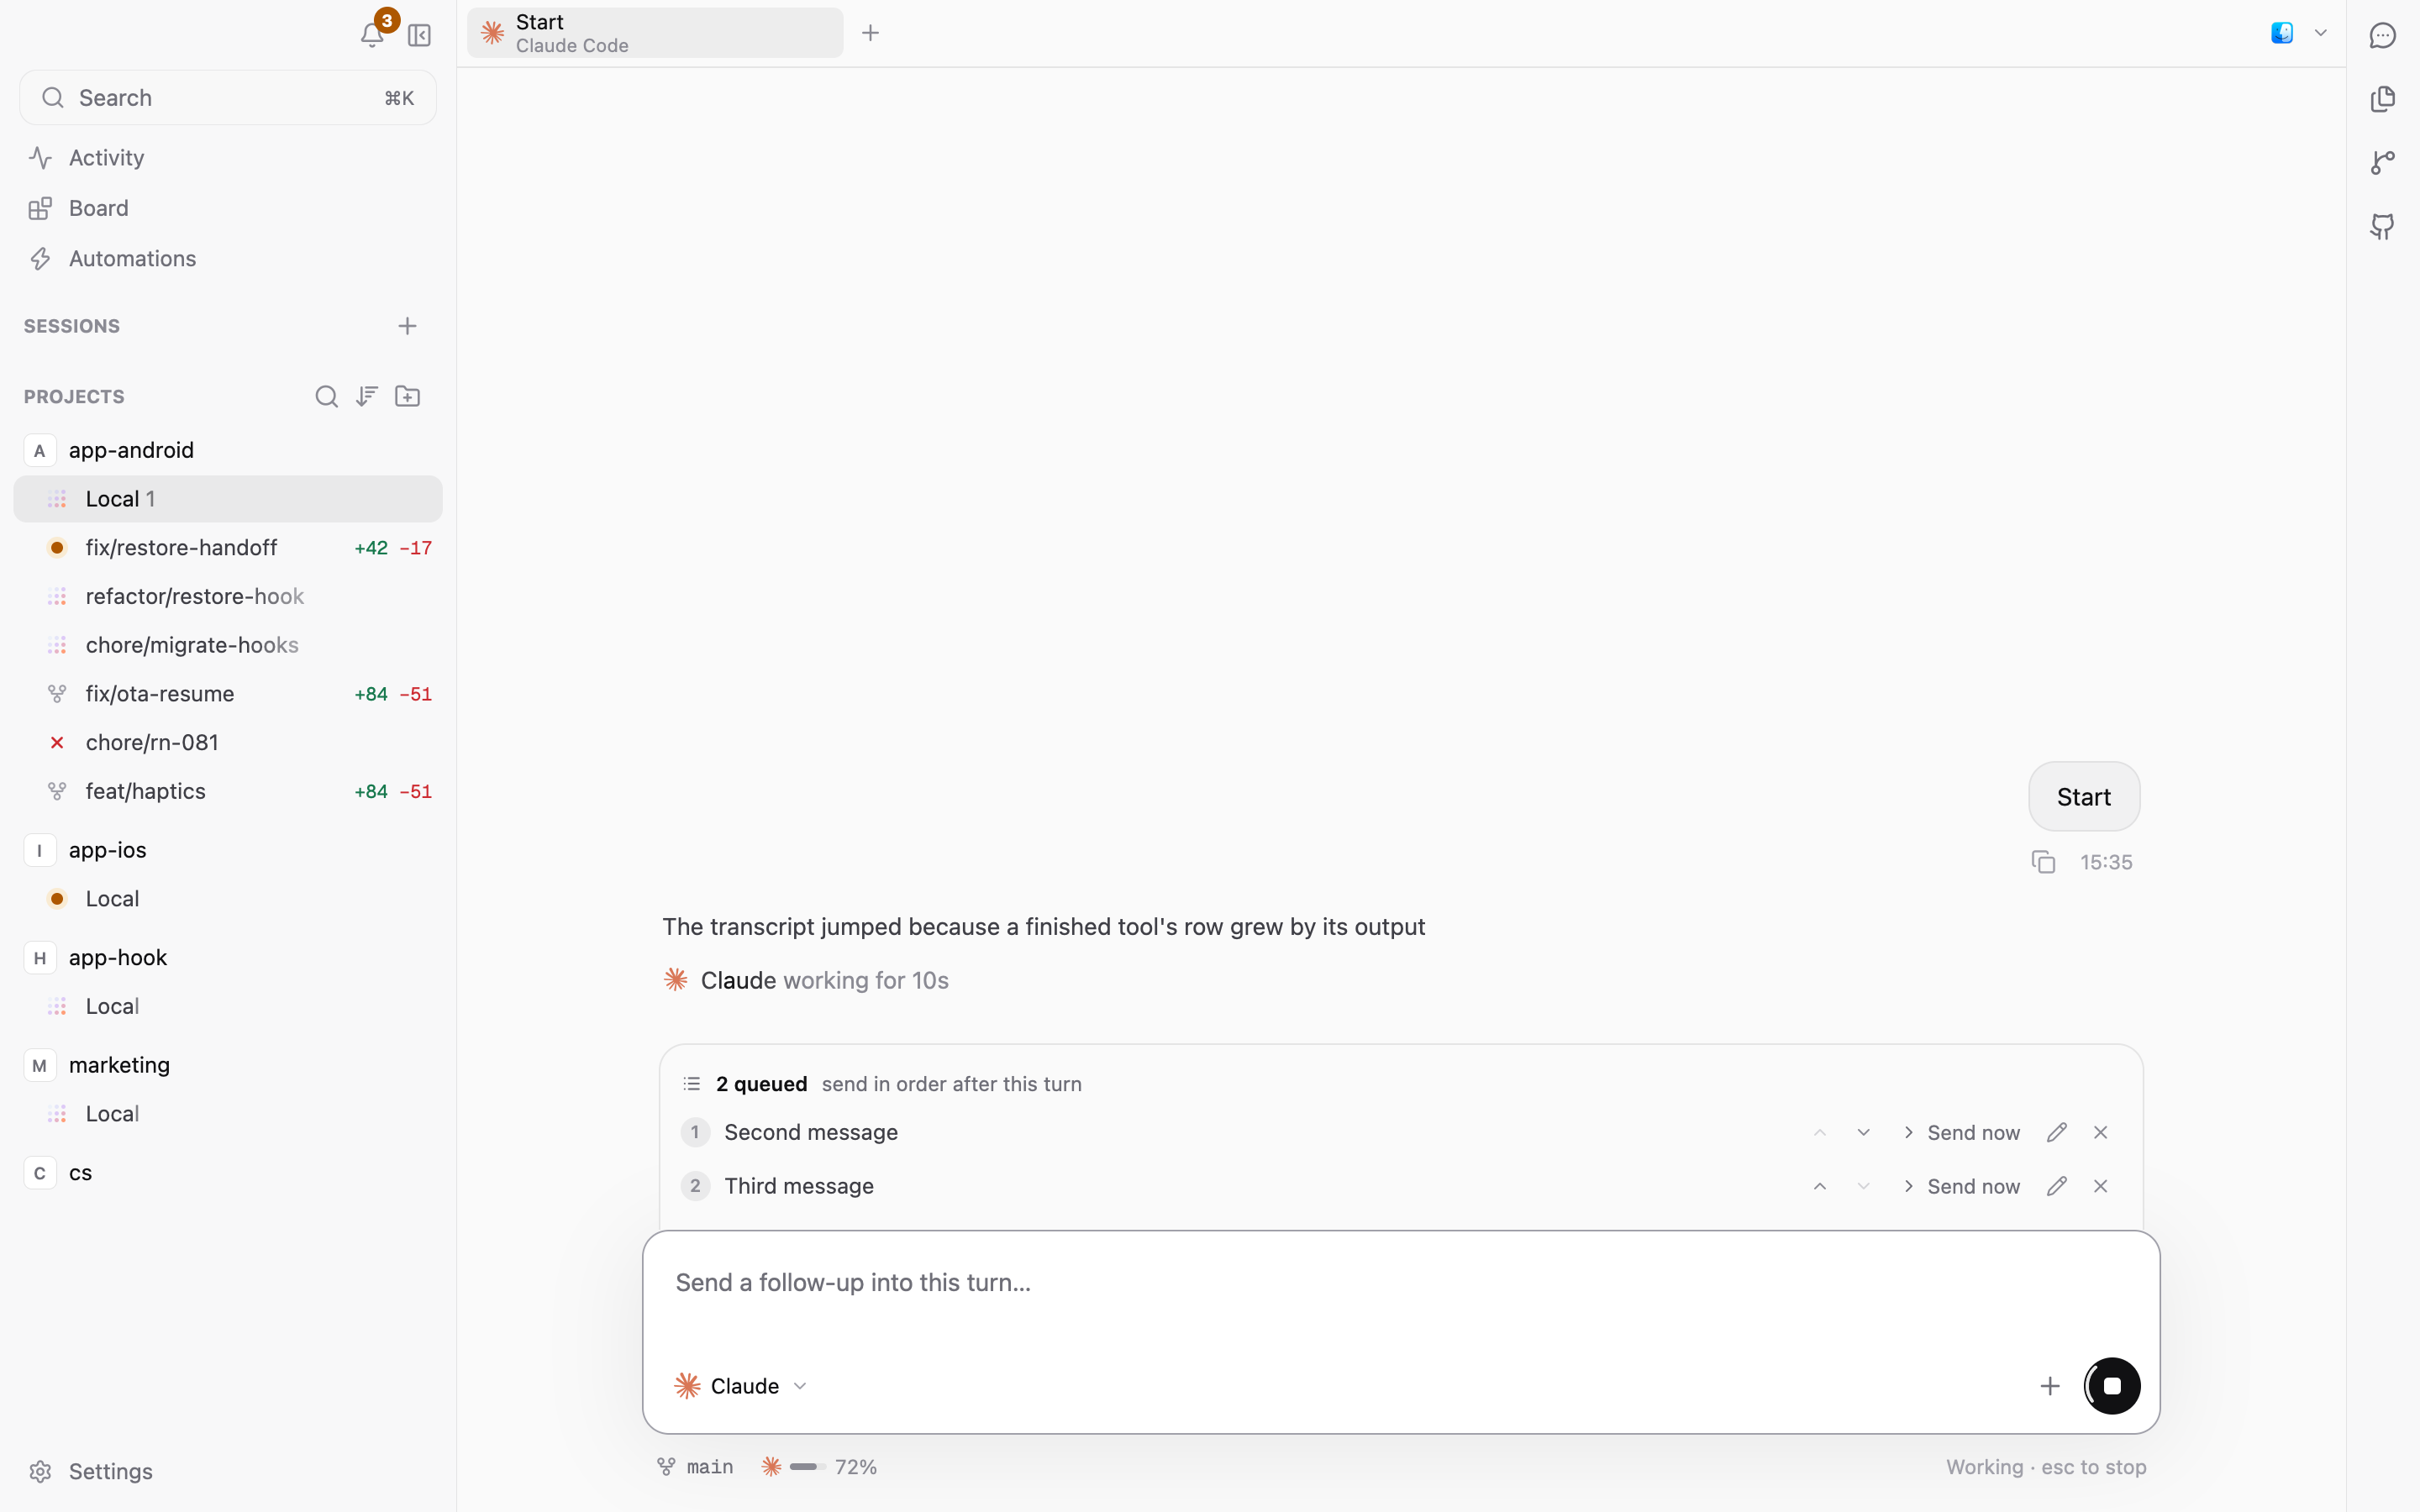 3
Search ⌘K
Activity
Board
Automations
SESSIONS
PROJECTS
A app-android
Local 1
fix/restore-handoff +42 −17
refactor/restore-hook
chore/migrate-hooks
fix/ota-resume +84 −51
chore/rn-081
feat/haptics +84 −51
I app-ios
Local
H app-hook
Local
M marketing
Local
C cs
Settings
Start
Claude Code
Start
15:35
The transcript jumped because a finished tool's row grew by its output
Claude working for 10s
2 queued send in order after this turn
1 Second message Send now
2 Third message Send now
Send a follow-up into this turn...
Claude
main 72% Working · esc to stop